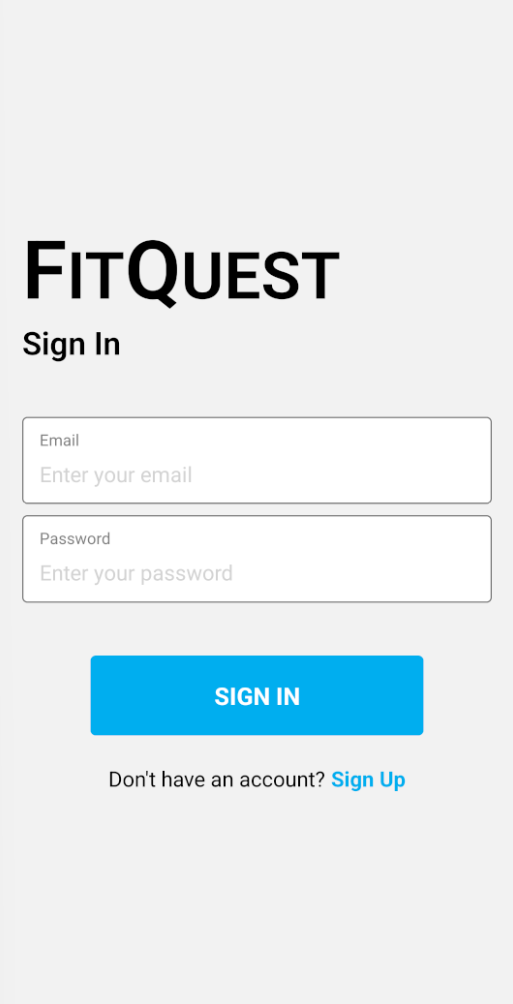 FITQUEST
Sign In
Email
Enter your email
Password
Enter your password
SIGN IN
Don't have an account? Sign Up